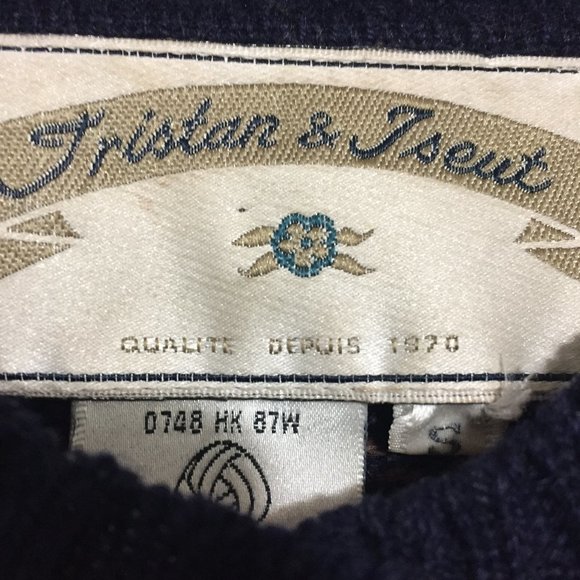 Tristan & Iseut
QUALITE DEPUIS 1970
0748 HK 87W
S